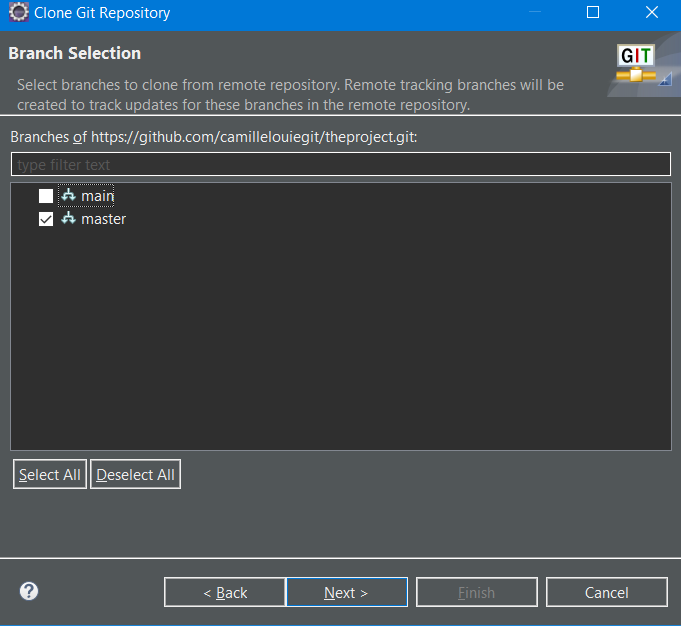 Clone Git Repository
Branch Selection
GIT
Select branches to clone from remote repository. Remote tracking branches will be
created to track updates for these branches in the remote repository.
Branches of https://github.com/camillelouiegit/theproject.git:
type filter text
main
master
Select All Deselect All
? < Back Next > Finish Cancel